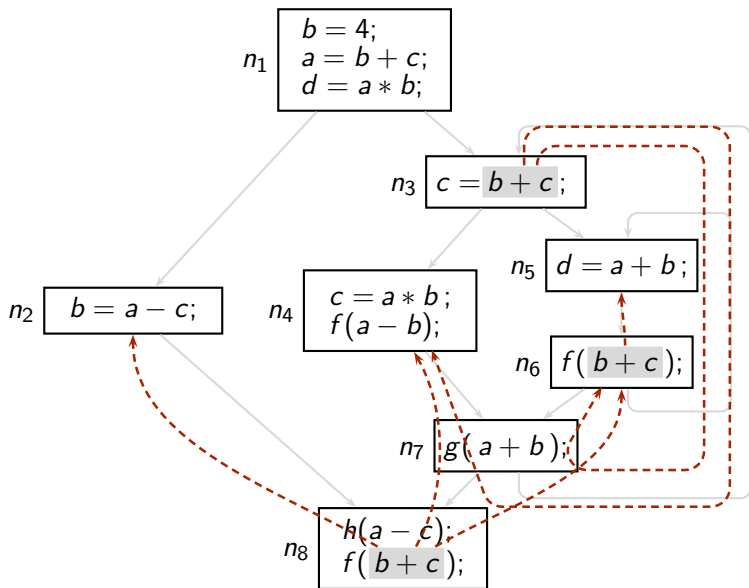 n1
b = 4;
a = b + c;
d = a ∗ b;
n3
c = b + c ;
n5
d = a + b ;
n2
b = a − c;
n4
c = a ∗ b ;
f(a − b);
n6
f( b + c );
n7
g( a + b );
n8
h(a − c);
f( b + c );